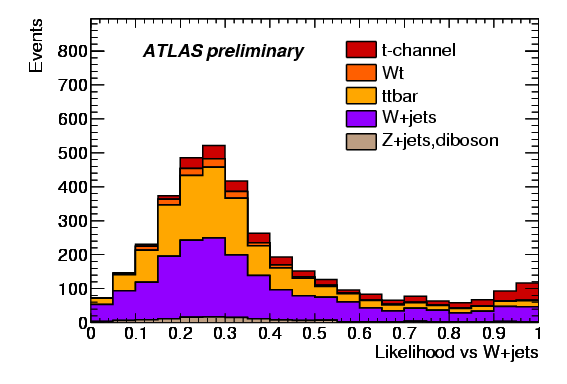 Events
800
700
600
500
400
300
200
100
0
ATLAS preliminary
t-channel
Wt
ttbar
W+jets
Z+jets,diboson
0 0.1 0.2 0.3 0.4 0.5 0.6 0.7 0.8 0.9 1
Likelihood vs W+jets